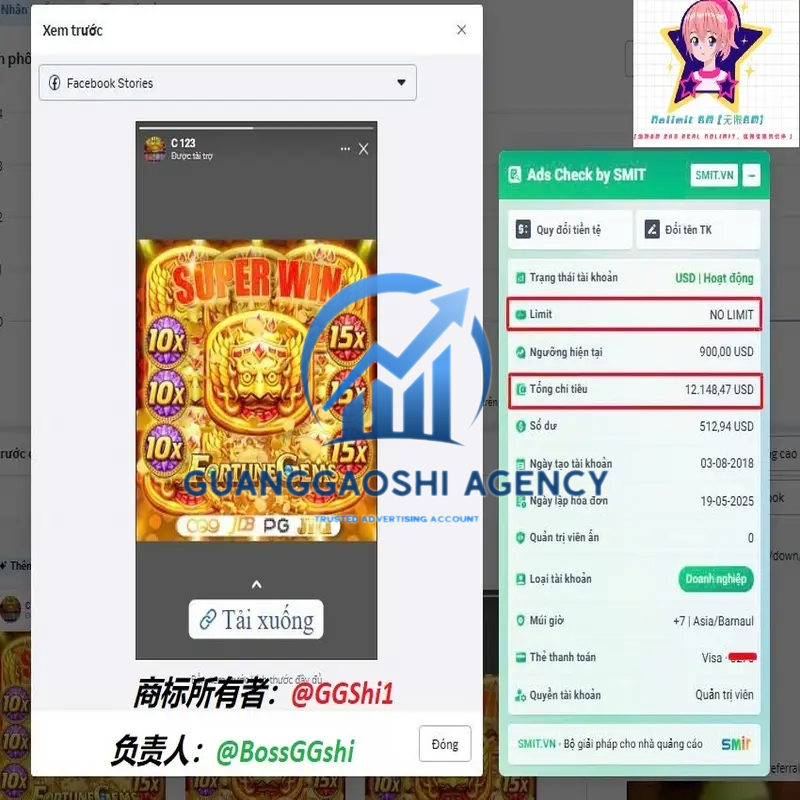 Xem trước
Facebook Stories
C 123
Được tài trợ
SUPER WIN
10x
15x
10x
10x
15x
FORTUNE GEMS
JDB PG JILI
Tải xuống
Đóng
GUANGGAOSHI AGENCY
TRUSTED ADVERTISING ACCOUNT
商标所有者：@GGShi1
负责人：@BossGGshi
Nolimit BM [无限BM]
Ads Check by SMIT
SMIT.VN
Quy đổi tiền tệ
Đổi tên TK
Trạng thái tài khoản
USD | Hoạt động
Limit
NO LIMIT
Ngưỡng hiện tại
900,00 USD
Tổng chi tiêu
12.148,47 USD
Số dư
512,94 USD
Ngày tạo tài khoản
03-08-2018
Ngày lập hóa đơn
19-05-2025
Quản trị viên ẩn
0
Loại tài khoản
Doanh nghiệp
Múi giờ
+7 | Asia/Barnaul
Thẻ thanh toán
Visa
Quyền tài khoản
Quản trị viên
SMIT.VN - Bộ giải pháp cho nhà quảng cáo
SMIT